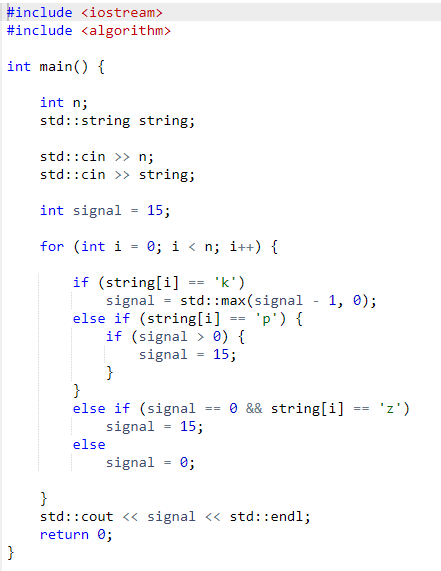 #include <iostream>
#include <algorithm>
int main() {
int n;
std::string string;
std::cin >> n;
std::cin >> string;
int signal = 15;
for (int i = 0; i < n; i++) {
if (string[i] == 'k')
signal = std::max(signal - 1, 0);
else if (string[i] == 'p') {
if (signal > 0) {
signal = 15;
}
}
else if (signal == 0 && string[i] == 'z')
signal = 15;
else
signal = 0;
}
std::cout << signal << std::endl;
return 0;
}